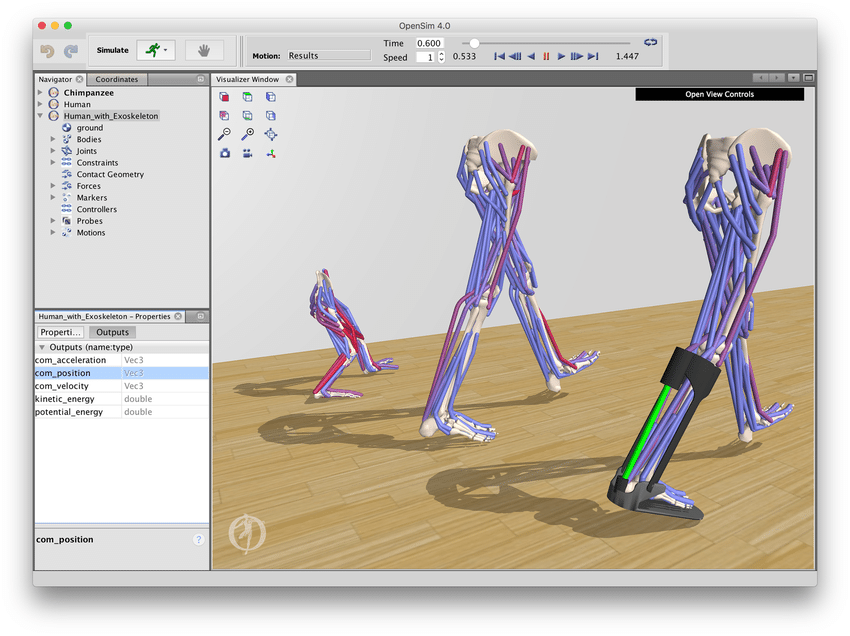 OpenSim 4.0
Simulate
Motion: Results
Time 0.600
Speed 1 0.533 1.447
Navigator Coordinates
Visualizer Window
Open View Controls
Chimpanzee
Human
Human_with_Exoskeleton
ground
Bodies
Joints
Constraints
Contact Geometry
Forces
Markers
Controllers
Probes
Motions
Human_with_Exoskeleton - Properties
Properti... Outputs
Outputs (name:type)
com_acceleration Vec3
com_position Vec3
com_velocity Vec3
kinetic_energy double
potential_energy double
com_position ?